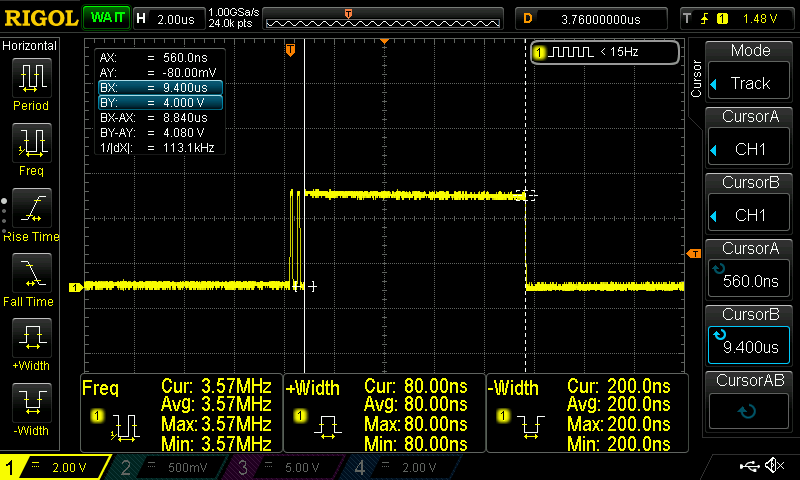 RIGOL WAIT H 2.00us 1.00GSa/s D 3.76000000us T 1 1.48 V
24.0k pts
Horizontal
Period
Freq
Rise Time
Fall Time
+Width
-Width
T
AX: = 560.0ns
AY: = -80.00mV
BX: = 9.400us
BY: = 4.000 V
BX-AX: = 8.840us
BY-AY: = 4.080 V
1/|dX|: = 113.1kHz
1 < 15Hz
1
T
Cursor
Mode
Track
CursorA
CH1
CursorB
CH1
CursorA
560.0ns
CursorB
9.400us
CursorAB
Freq Cur: 3.57MHz
Avg: 3.57MHz
1 Max: 3.57MHz
Min: 3.57MHz
+Width Cur: 80.00ns
Avg: 80.00ns
1 Max: 80.00ns
Min: 80.00ns
-Width Cur: 200.0ns
Avg: 200.0ns
1 Max: 200.0ns
Min: 200.0ns
1 = 2.00 V 2 = 500mV 3 = 5.00 V 4 = 2.00 V